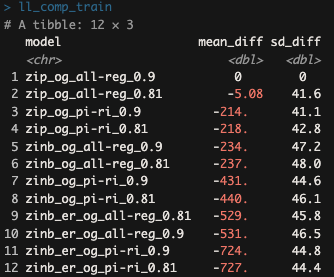 > ll_comp_train
# A tibble: 12 × 3
model mean_diff sd_diff
<chr> <dbl> <dbl>
1 zip_og_all-reg_0.9 0 0
2 zip_og_all-reg_0.81 -5.08 41.6
3 zip_og_pi-ri_0.9 -214. 41.1
4 zip_og_pi-ri_0.81 -218. 42.8
5 zinb_og_all-reg_0.9 -234. 47.2
6 zinb_og_all-reg_0.81 -237. 48.0
7 zinb_og_pi-ri_0.9 -431. 44.6
8 zinb_og_pi-ri_0.81 -440. 46.1
9 zinb_er_og_all-reg_0.81 -529. 45.8
10 zinb_er_og_all-reg_0.9 -531. 46.5
11 zinb_er_og_pi-ri_0.9 -724. 44.8
12 zinb_er_og_pi-ri_0.81 -727. 44.4